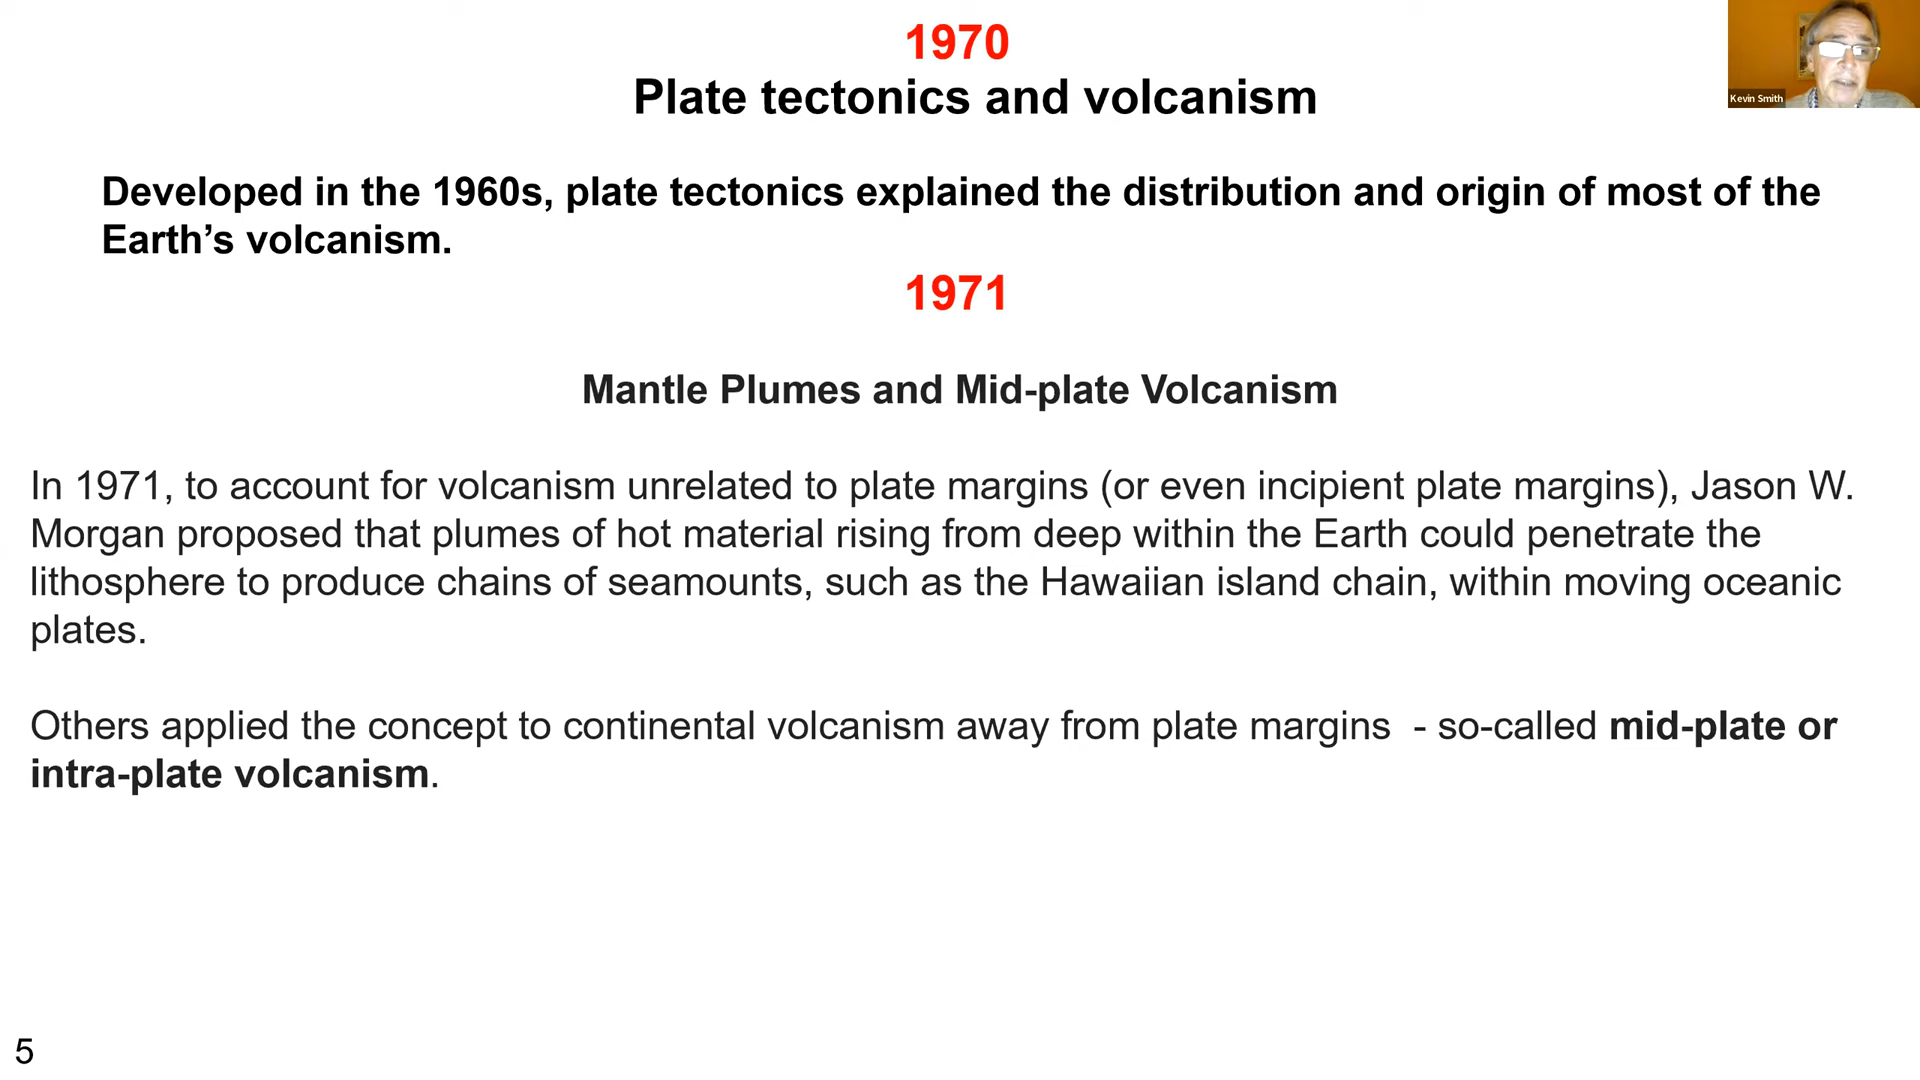 1970
Plate tectonics and volcanism
Kevin Smith
Developed in the 1960s, plate tectonics explained the distribution and origin of most of the
Earth’s volcanism.
1971
Mantle Plumes and Mid-plate Volcanism
In 1971, to account for volcanism unrelated to plate margins (or even incipient plate margins), Jason W.
Morgan proposed that plumes of hot material rising from deep within the Earth could penetrate the
lithosphere to produce chains of seamounts, such as the Hawaiian island chain, within moving oceanic
plates.
Others applied the concept to continental volcanism away from plate margins  - so-called mid-plate or
intra-plate volcanism.
5